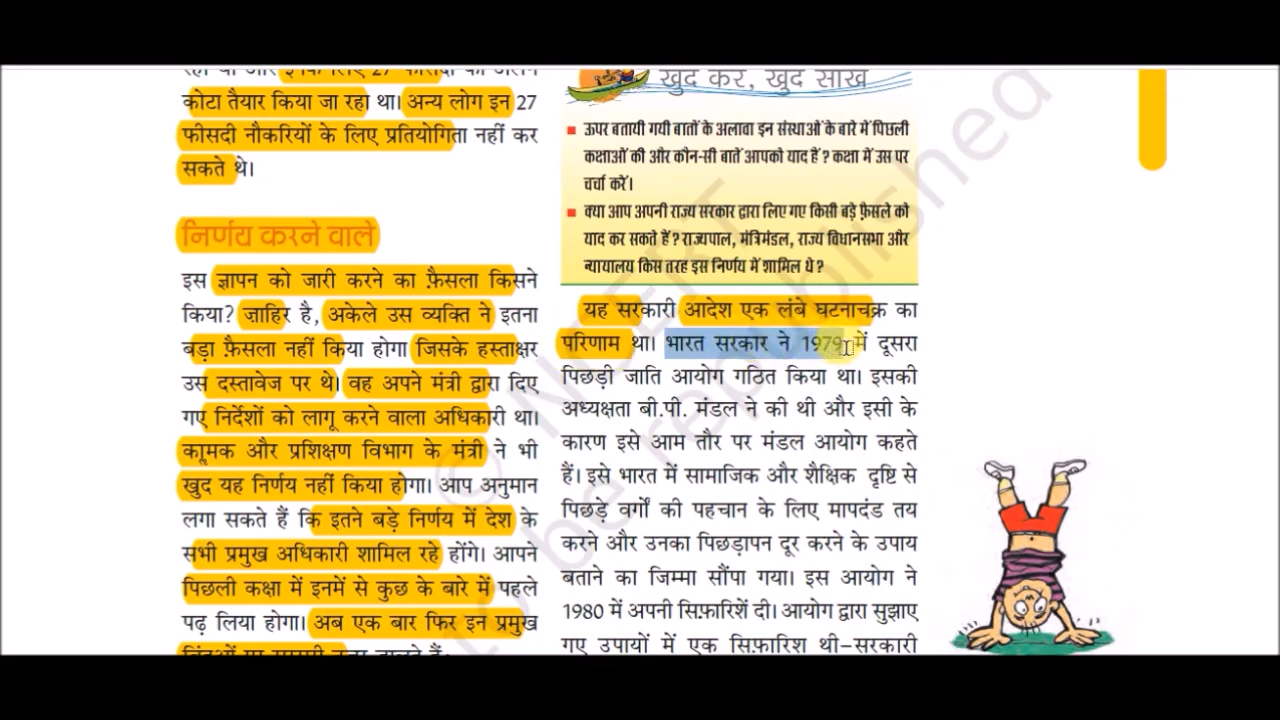 कोटा तैयार किया जा रहा था। अन्य लोग इन 27
फीसदी नौकरियों के लिए प्रतियोगिता नहीं कर
सकते थे।
निर्णय करने वाले
इस ज्ञापन को जारी करने का फ़ैसला किसने
किया? ज़ाहिर है, अकेले उस व्यक्ति ने इतना
बड़ा फ़ैसला नहीं किया होगा जिसके हस्ताक्षर
उस दस्तावेज पर थे। वह अपने मंत्री द्वारा दिए
गए निर्देशों को लागू करने वाला अधिकारी था।
और प्रशिक्षण विभाग के मंत्री ने भी
खुद यह निर्णय नहीं किया होगा। आप अनुमान
लगा सकते हैं कि इतने बड़े निर्णय में देश के
सभी प्रमुख अधिकारी शामिल रहे होंगे। आपने
पिछली कक्षा में इनमें से कुछ के बारे में पहले
पढ़ लिया होगा। अब एक बार फिर इन प्रमुख
खुद करें, खुद सीखें
ऊपर बतायी गयी बातों के अलावा इन संस्थाओं के बारे में पिछली
कक्षाओं की और कौन-सी बातें आपको याद हैं? कक्षा में उस पर
चर्चा करें।
क्या आप अपनी राज्य सरकार द्वारा लिए गए किसी बड़े फ़ैसले को
याद कर सकते हैं? राज्यपाल, मंत्रिमंडल, राज्य विधानसभा और
न्यायालय किस तरह इस निर्णय में शामिल थे?
यह सरकारी आदेश एक लंबे घटनाचक्र का
परिणाम था। भारत सरकार ने 1979 में दूसरा
पिछड़ी जाति आयोग गठित किया था। इसकी
अध्यक्षता बी.पी. मंडल ने की थी और इसी के
कारण इसे आम तौर पर मंडल आयोग कहते
हैं। इसे भारत में सामाजिक और शैक्षिक दृष्टि से
पिछड़े वर्गों की पहचान के लिए मापदंड तय
करने और उनका पिछड़ापन दूर करने के उपाय
बताने का जिम्मा सौंपा गया। इस आयोग ने
1980 में अपनी सिफ़ारिशें दी। आयोग द्वारा सुझाए
गए उपायों में एक सिफ़ारिश थी–सरकारी